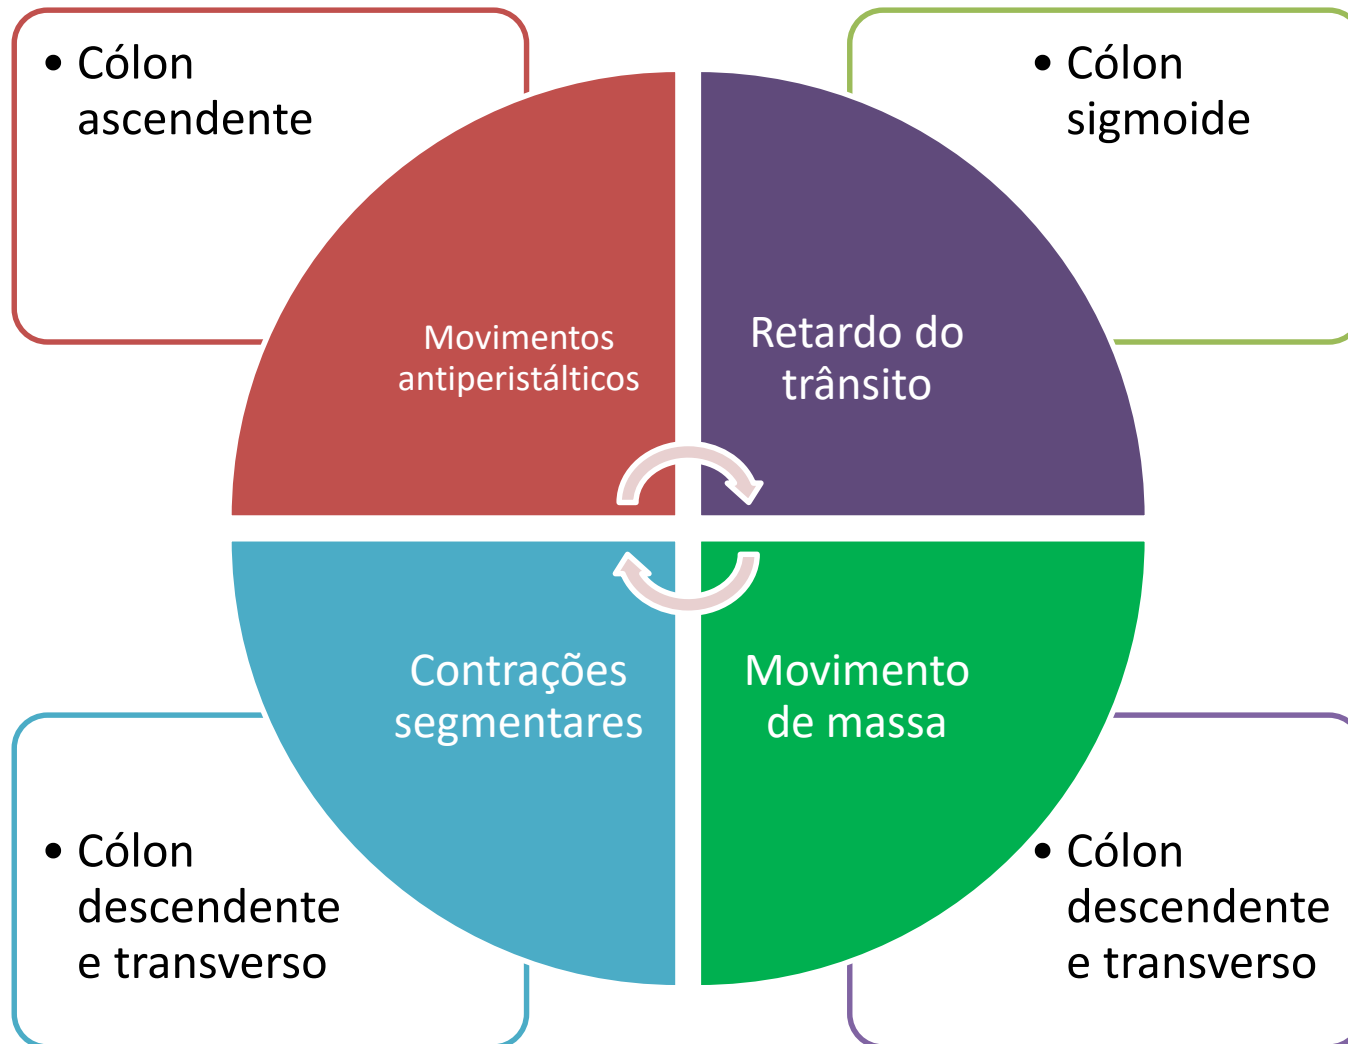 • Cólon
ascendente
• Cólon
sigmoide
Movimentos
antiperistálticos
Retardo do
trânsito
Contrações
segmentares
Movimento
de massa
• Cólon
descendente
e transverso
• Cólon
descendente
e transverso